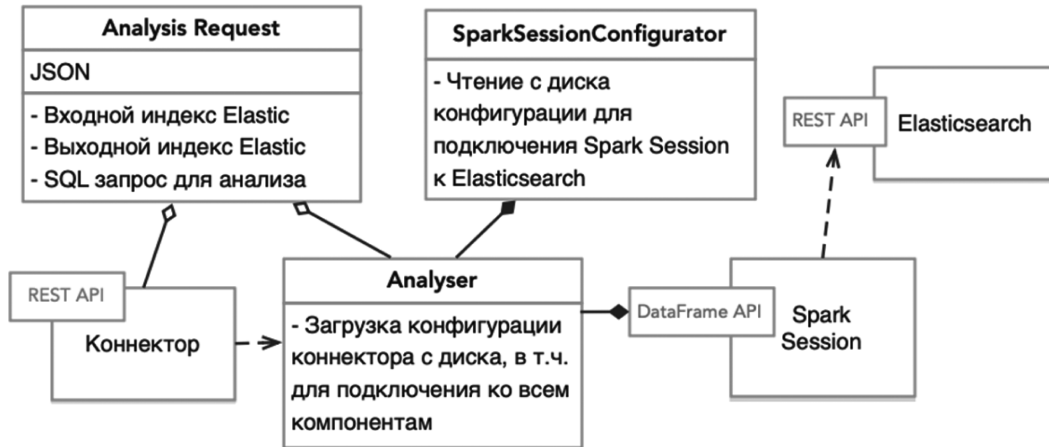 Analysis Request
JSON
- Входной индекс Elastic
- Выходной индекс Elastic
- SQL запрос для анализа
SparkSessionConfigurator
- Чтение с диска
конфигурации для
подключения Spark Session
к Elasticsearch
REST API
Elasticsearch
REST API
Коннектор
Analyser
- Загрузка конфигурации
коннектора с диска, в т.ч.
для подключения ко всем
компонентам
DataFrame API
Spark
Session